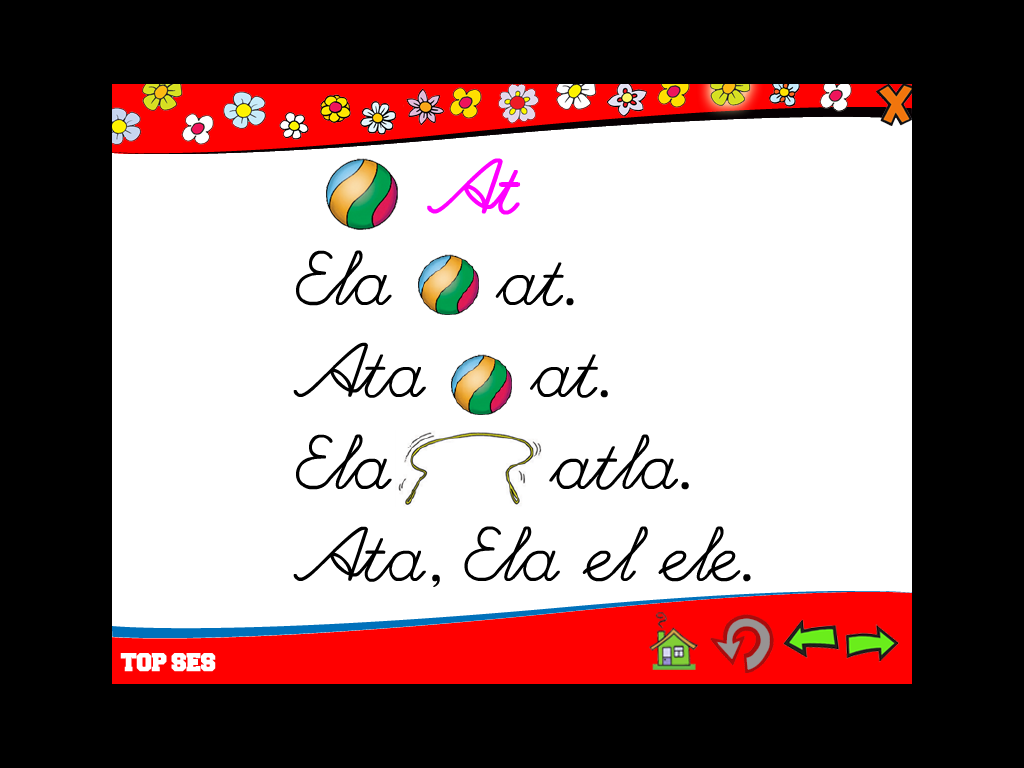 At
Ela at.
Ata at.
Ela atla.
Ata, Ela el ele.
TOP SES